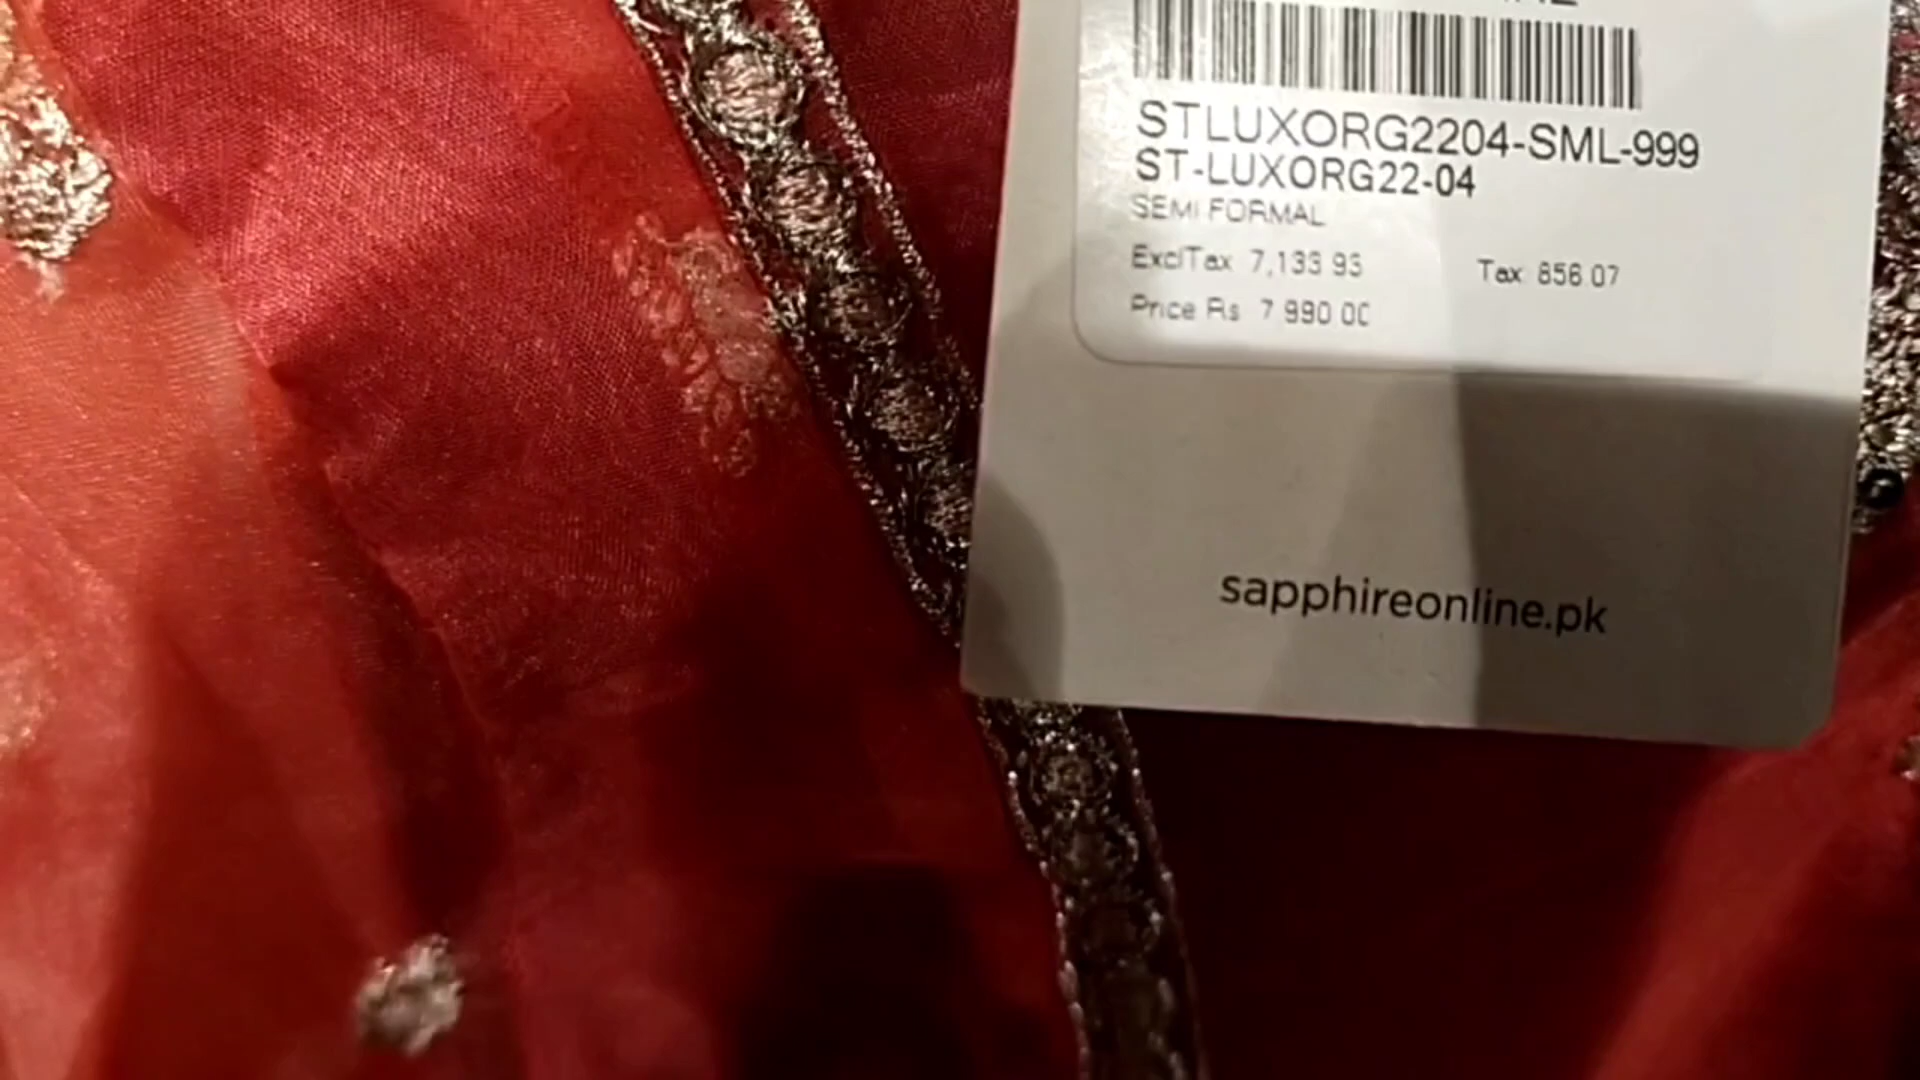 STLUXORG2204-SML-999
ST-LUXORG22-04
SEMI FORMAL
ExclTax 7,133.93 Tax 856.07
Price Rs 7 990.00
sapphireonline.pk